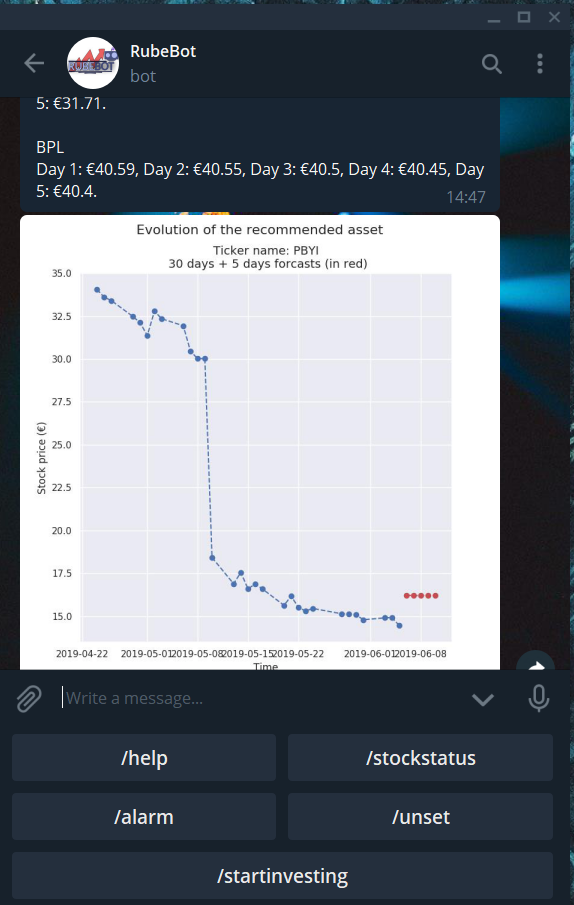 RubeBot
bot
5: €31.71.
BPL
Day 1: €40.59, Day 2: €40.55, Day 3: €40.5, Day 4: €40.45, Day
5: €40.4.
14:47
Evolution of the recommended asset
Ticker name: PBYI
30 days + 5 days forcasts (in red)
35.0
32.5
30.0
27.5
25.0
22.5
20.0
17.5
15.0
Stock price (€)
2019-04-22 2019-05-01 2019-05-08 2019-05-15 2019-05-22 2019-06-01 2019-06-08
Time
Write a message...
/help
/stockstatus
/alarm
/unset
/startinvesting